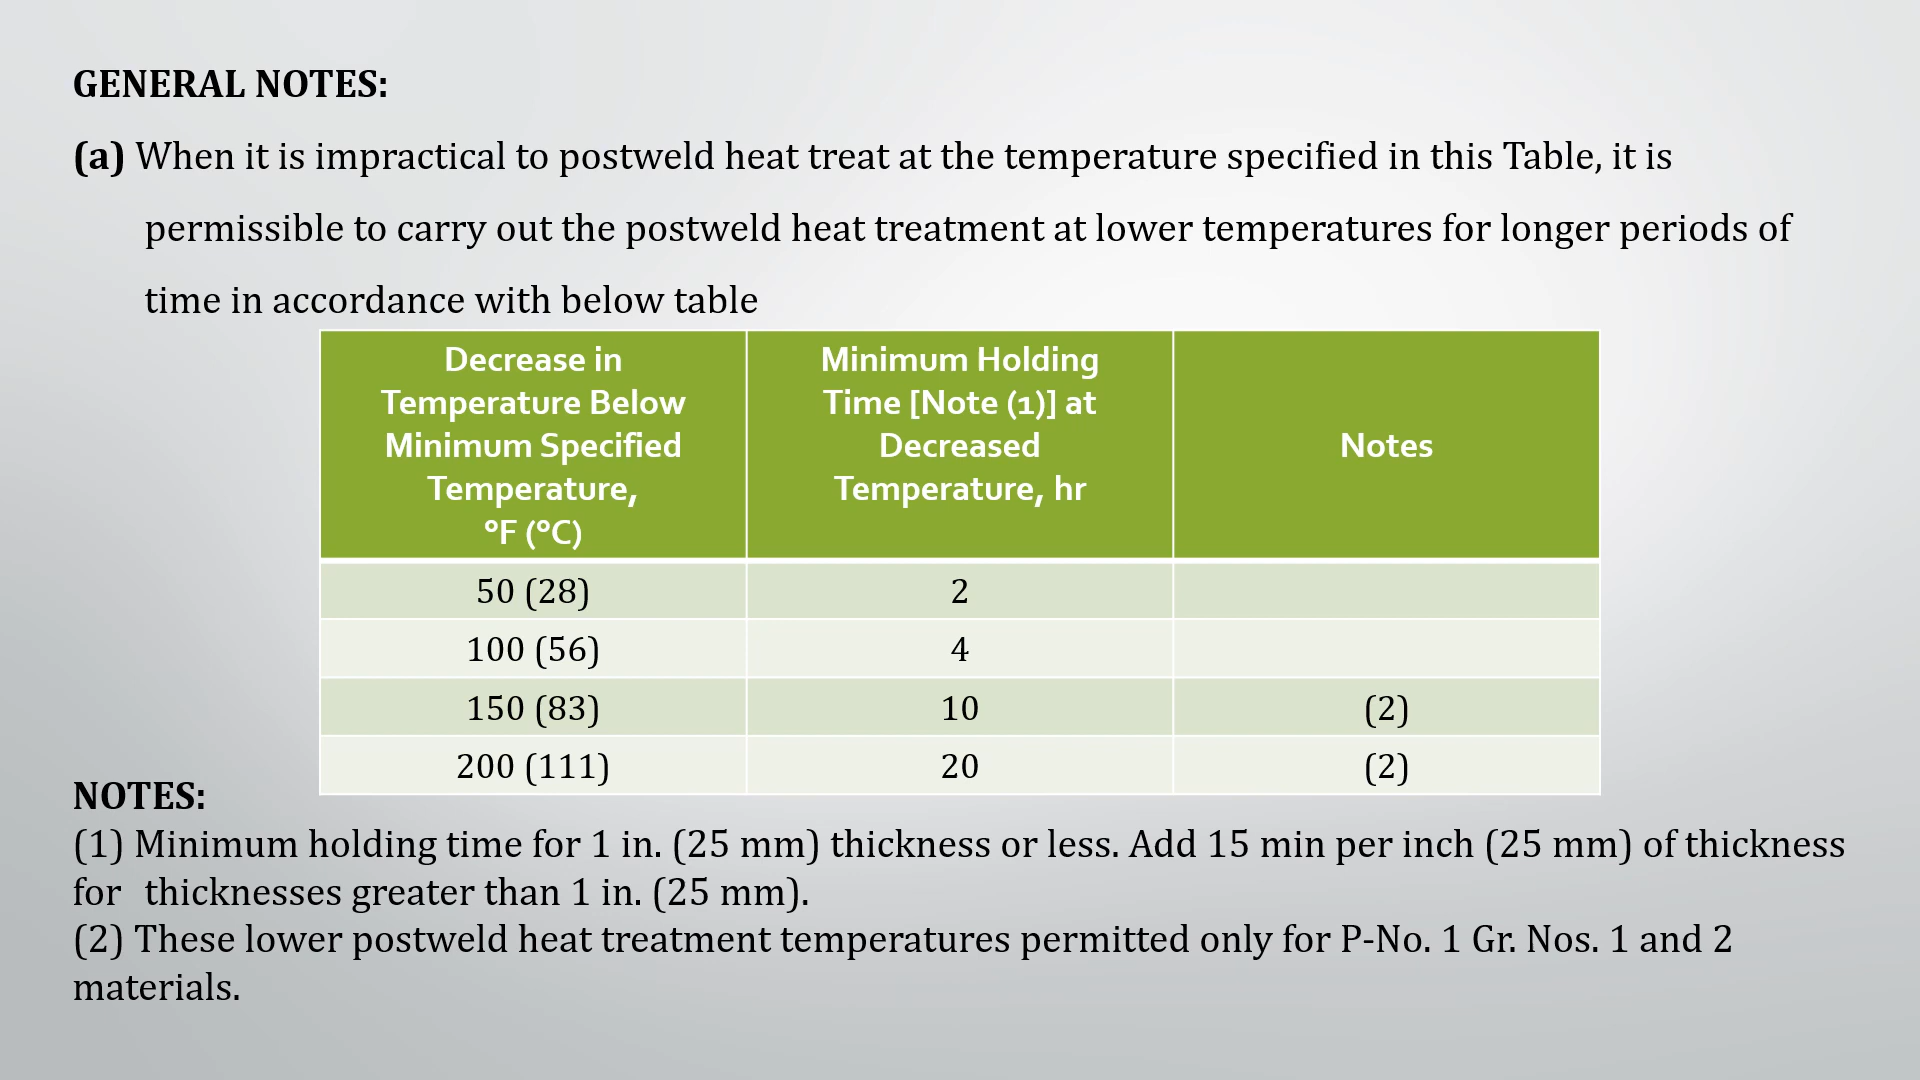 GENERAL NOTES:
(a) When it is impractical to postweld heat treat at the temperature specified in this Table, it is
permissible to carry out the postweld heat treatment at lower temperatures for longer periods of
time in accordance with below table
Decrease in
Temperature Below
Minimum Specified
Temperature,
°F (°C)
Minimum Holding
Time [Note (1)] at
Decreased
Temperature, hr
Notes
50 (28) 2
100 (56) 4
150 (83) 10 (2)
200 (111) 20 (2)
NOTES:
(1) Minimum holding time for 1 in. (25 mm) thickness or less. Add 15 min per inch (25 mm) of thickness
for thicknesses greater than 1 in. (25 mm).
(2) These lower postweld heat treatment temperatures permitted only for P-No. 1 Gr. Nos. 1 and 2
materials.